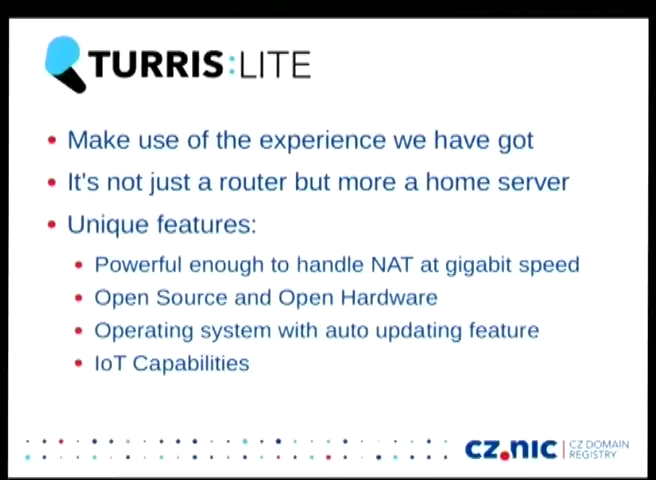 TURRIS:LITE
Make use of the experience we have got
It's not just a router but more a home server
Unique features:
Powerful enough to handle NAT at gigabit speed
Open Source and Open Hardware
Operating system with auto updating feature
IoT Capabilities
CZ.NIC | CZ DOMAIN
REGISTRY